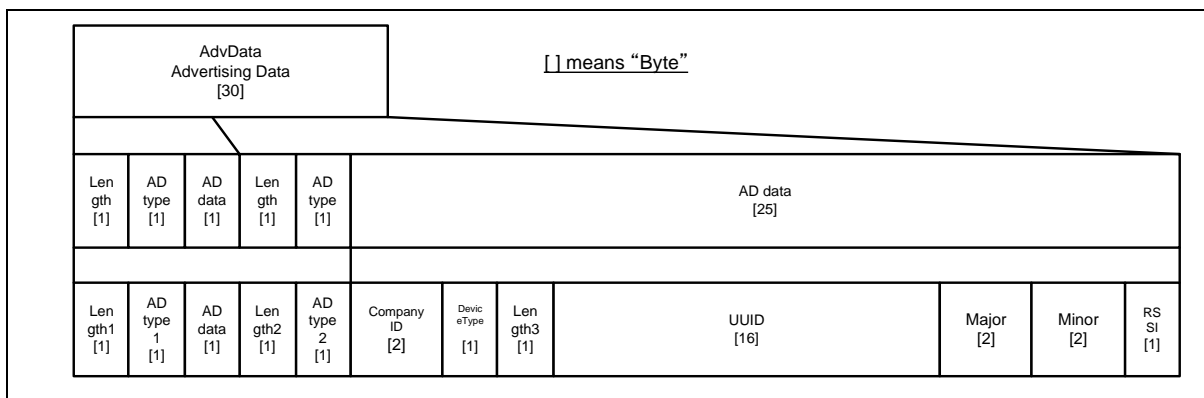 AdvData
Advertising Data
[30]
[ ] means “Byte”
Len
gth
[1]
AD
type
[1]
AD
data
[1]
Len
gth
[1]
AD
type
[1]
AD data
[25]
Len
gth1
[1]
AD
type
1
[1]
AD
data
[1]
Len
gth2
[1]
AD
type
2
[1]
Company
ID
[2]
Devic
eType
[1]
Len
gth3
[1]
UUID
[16]
Major
[2]
Minor
[2]
RS
SI
[1]